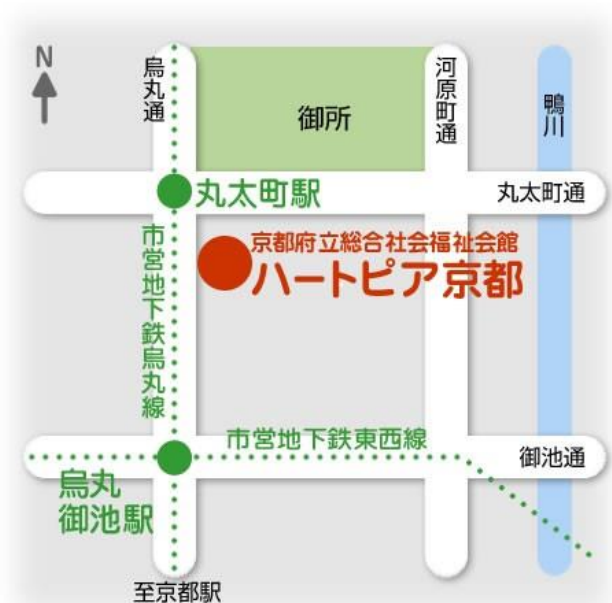 N
烏丸通
河原町通
鴨川
御所
丸太町駅
丸太町通
京都府立総合社会福祉会館
ハートピア京都
市営地下鉄烏丸線
市営地下鉄東西線
御池通
烏丸
御池駅
至京都駅